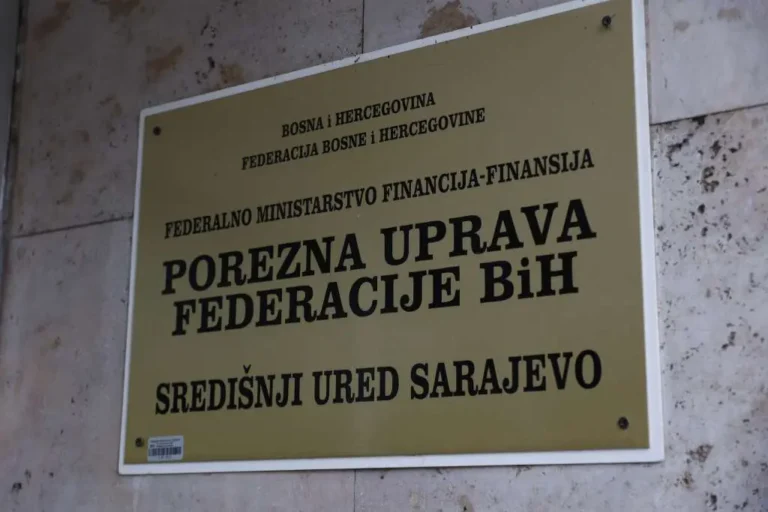 BOSNA i HERCEGOVINA
FEDERACIJA BOSNE i HERCEGOVINE
FEDERALNO MINISTARSTVO FINANCIJA-FINANSIJA
POREZNA UPRAVA
FEDERACIJE BiH
SREDIŠNJI URED SARAJEVO